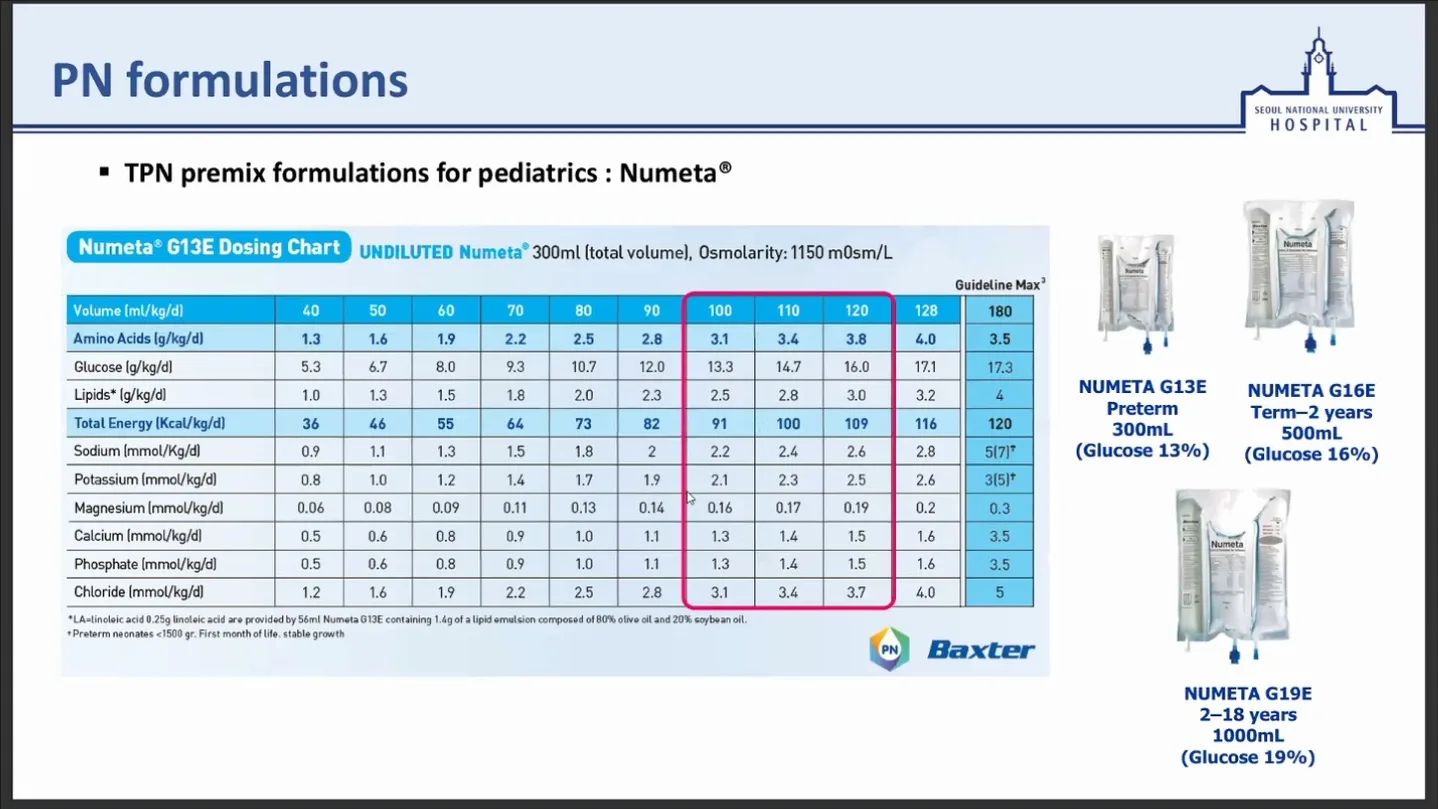 PN formulations
SEOUL NATIONAL UNIVERSITY
HOSPITAL
▪ TPN premix formulations for pediatrics : Numeta®
Numeta® G13E Dosing Chart UNDILUTED Numeta® 300ml (total volume), Osmolarity: 1150 m0sm/L
Guideline Max³
Volume (ml/kg/d) 40 50 60 70 80 90 100 110 120 128 180
Amino Acids (g/kg/d) 1.3 1.6 1.9 2.2 2.5 2.8 3.1 3.4 3.8 4.0 3.5
Glucose (g/kg/d) 5.3 6.7 8.0 9.3 10.7 12.0 13.3 14.7 16.0 17.1 17.3
Lipids* (g/kg/d) 1.0 1.3 1.5 1.8 2.0 2.3 2.5 2.8 3.0 3.2 4
Total Energy (Kcal/kg/d) 36 46 55 64 73 82 91 100 109 116 120
Sodium (mmol/Kg/d) 0.9 1.1 1.3 1.5 1.8 2 2.2 2.4 2.6 2.8 5(7)†
Potassium (mmol/kg/d) 0.8 1.0 1.2 1.4 1.7 1.9 2.1 2.3 2.5 2.6 3(5)†
Magnesium (mmol/kg/d) 0.06 0.08 0.09 0.11 0.13 0.14 0.16 0.17 0.19 0.2 0.3
Calcium (mmol/kg/d) 0.5 0.6 0.8 0.9 1.0 1.1 1.3 1.4 1.5 1.6 3.5
Phosphate (mmol/kg/d) 0.5 0.6 0.8 0.9 1.0 1.1 1.3 1.4 1.5 1.6 3.5
Chloride (mmol/kg/d) 1.2 1.6 1.9 2.2 2.5 2.8 3.1 3.4 3.7 4.0 5
*LA=linoleic acid 0.25g linoleic acid are provided by 56ml Numeta G13E containing 1.4g of a lipid emulsion composed of 80% olive oil and 20% soybean oil.
†Preterm neonates <1500 gr. First month of life. stable growth
PN
Baxter
Numeta
NUMETA G13E
Preterm
300mL
(Glucose 13%)
Numeta
NUMETA G16E
Term–2 years
500mL
(Glucose 16%)
Numeta
NUMETA G19E
2–18 years
1000mL
(Glucose 19%)